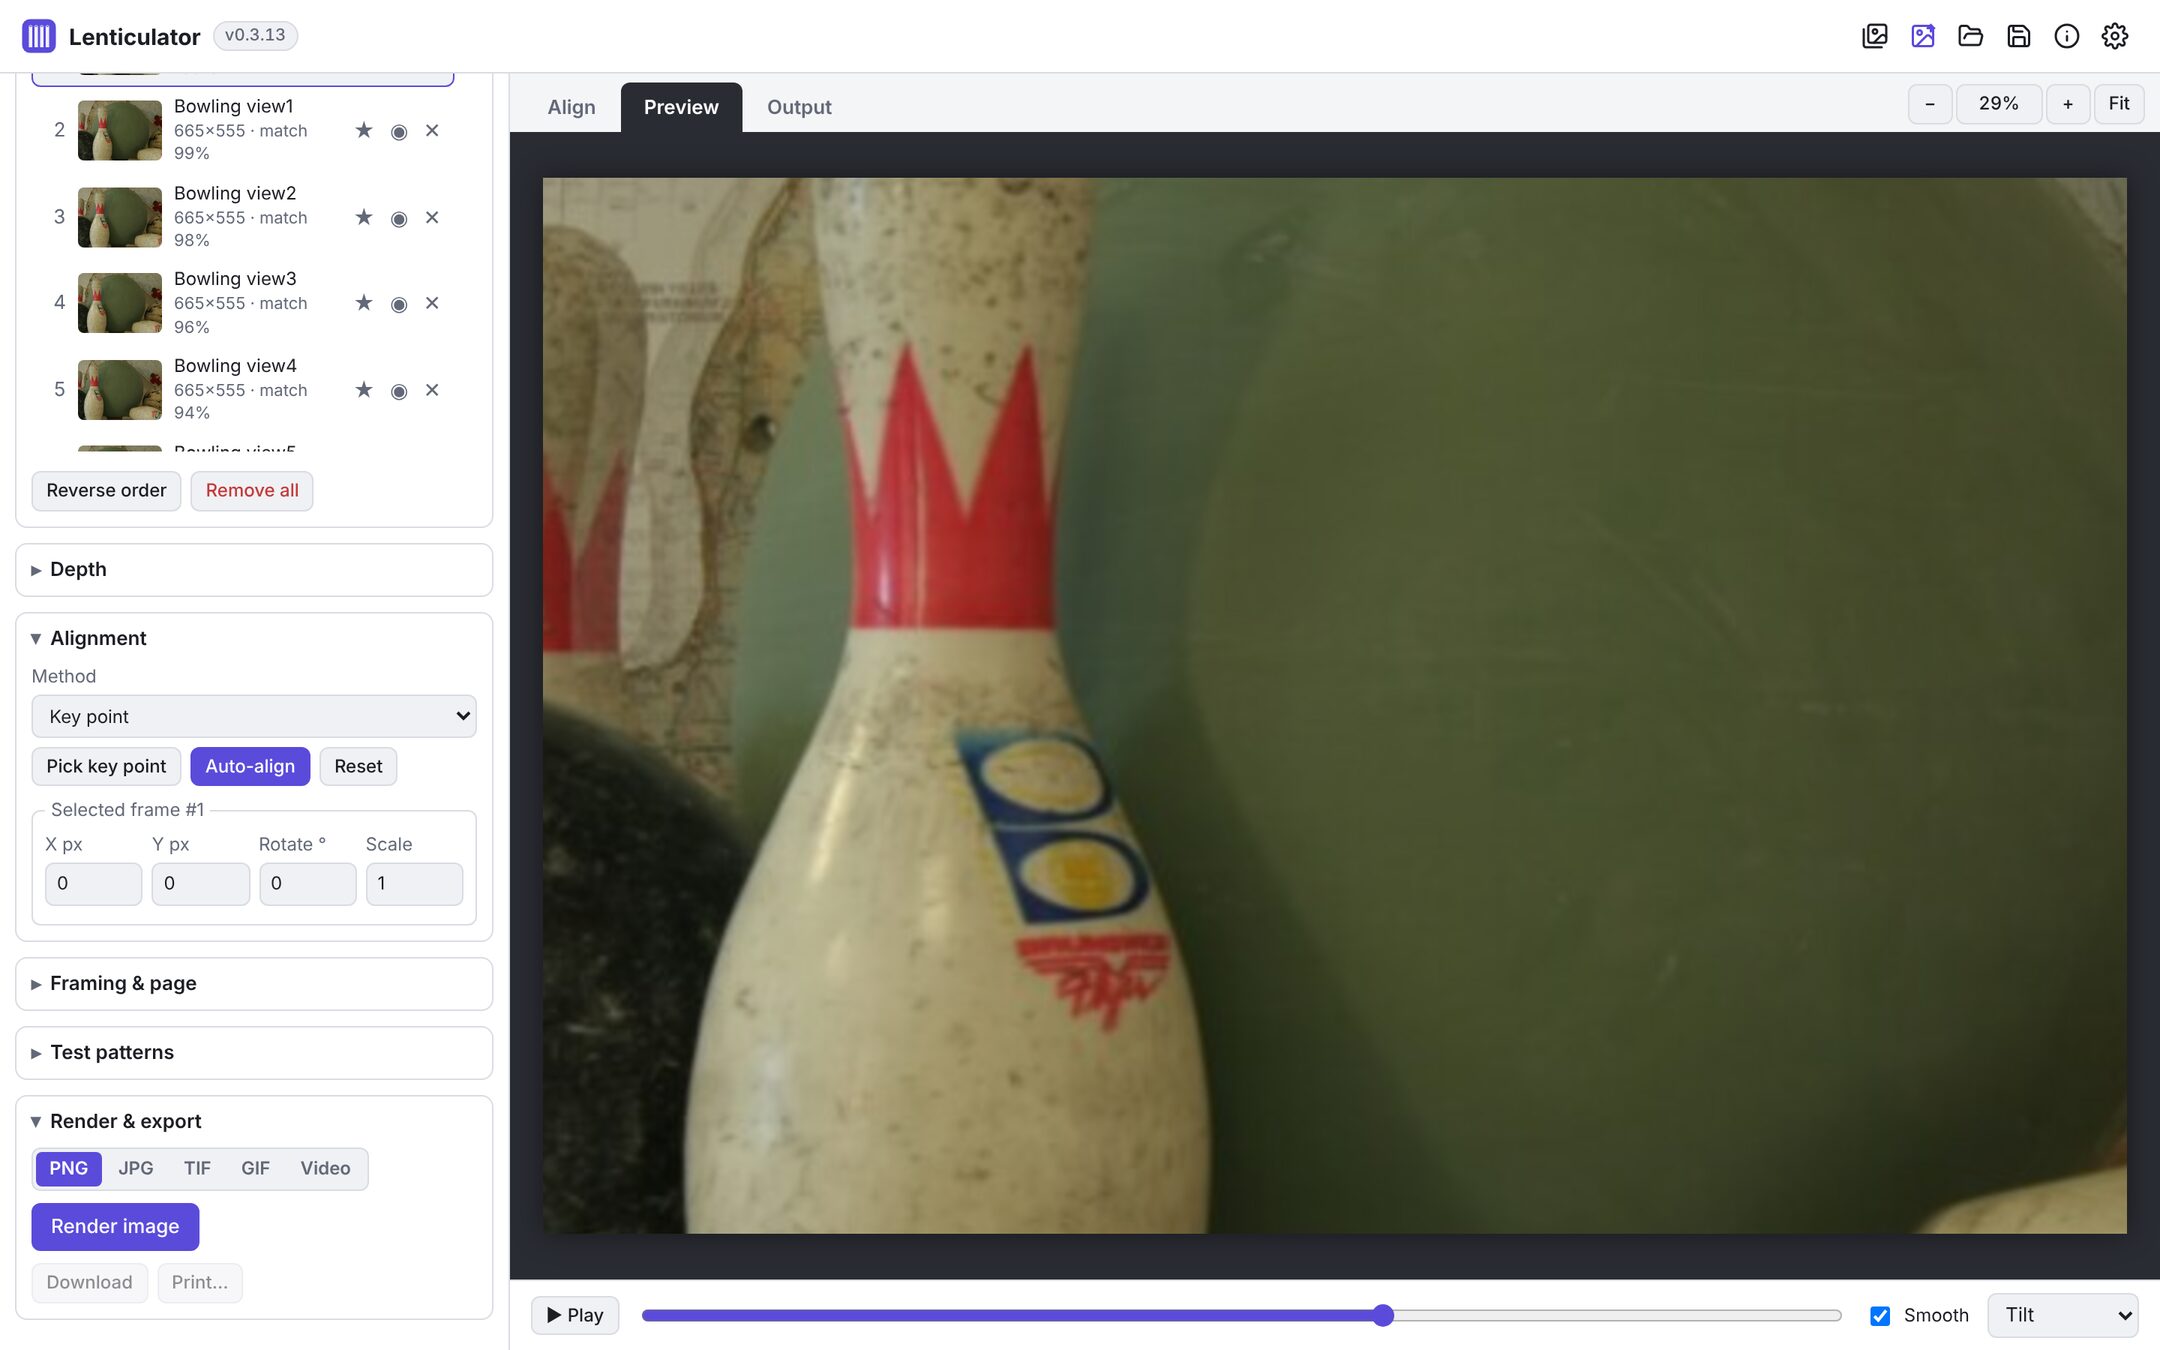 Lenticulator v0.3.13
2 Bowling view1
665×555 · match
99%
3 Bowling view2
665×555 · match
98%
4 Bowling view3
665×555 · match
96%
5 Bowling view4
665×555 · match
94%
Reverse order Remove all
Depth
Alignment
Method
Key point
Pick key point Auto-align Reset
Selected frame #1
X px Y px Rotate ° Scale
0 0 0 1
Framing & page
Test patterns
Render & export
PNG JPG TIF GIF Video
Render image
Download Print...
Align Preview Output
− 29% + Fit
Play
Smooth Tilt